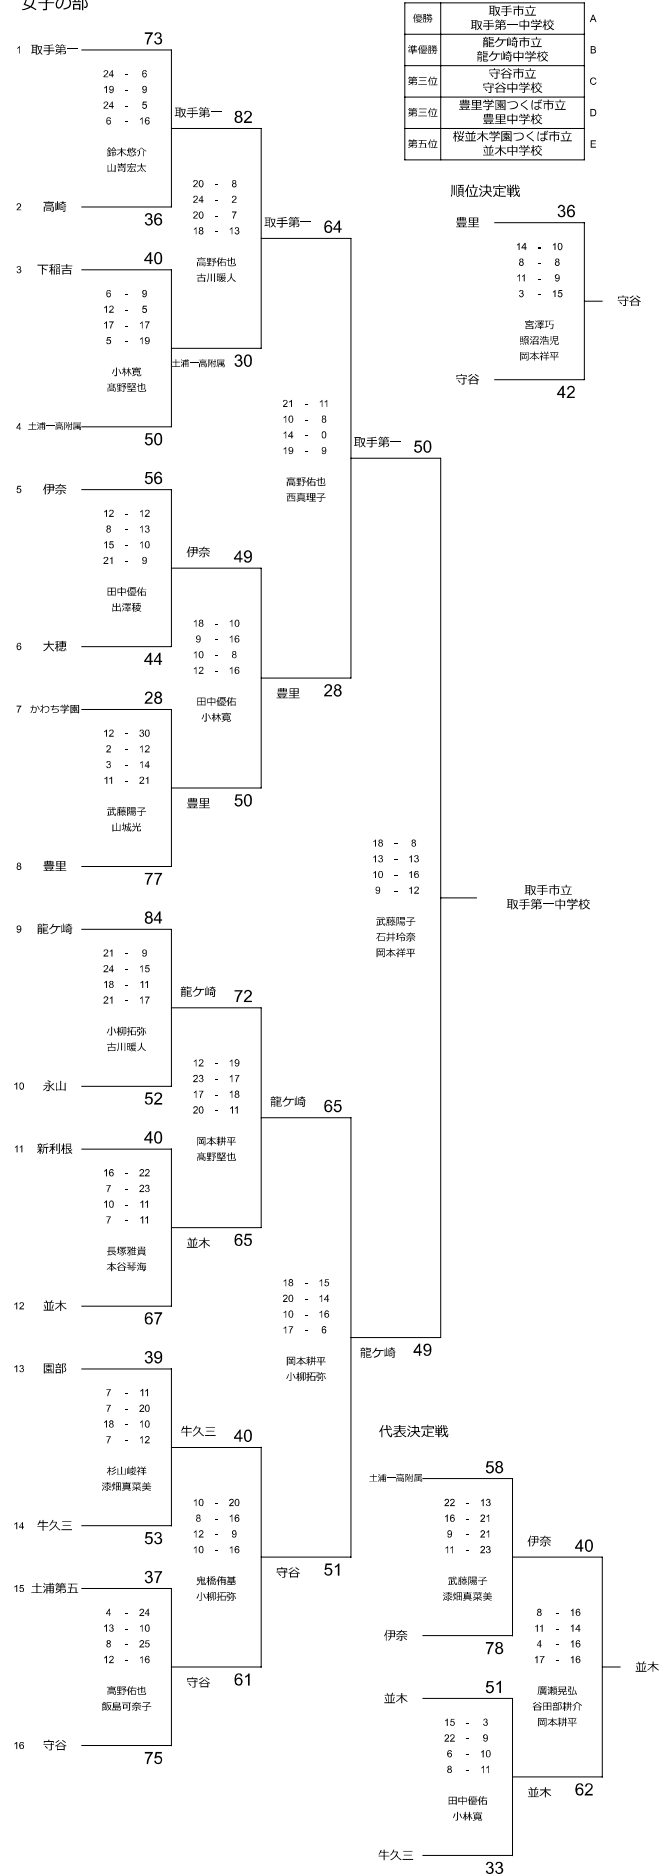 女子の部
優勝 取手市立 取手第一中学校 A
準優勝 龍ケ崎市立 龍ケ崎中学校 B
第三位 守谷市立 守谷中学校 C
第三位 豊里学園つくば市立 豊里中学校 D
第五位 桜並木学園つくば市立 並木中学校 E
1 取手第一 73
24 - 6
19 - 9
24 - 5
6 - 16
鈴木悠介
山嵜宏太
2 高崎 36
取手第一 82
20 - 8
24 - 2
20 - 7
18 - 13
高野佑也
古川暖人
3 下稲吉 40
6 - 9
12 - 5
17 - 17
5 - 19
小林寛
髙野堅也
4 土浦一高附属 50
土浦一高附属 30
取手第一 64
21 - 11
10 - 8
14 - 0
19 - 9
高野佑也
西真理子
5 伊奈 56
12 - 12
8 - 13
15 - 10
21 - 9
田中優佑
出澤稜
6 大穂 44
伊奈 49
18 - 10
9 - 16
10 - 8
12 - 16
田中優佑
小林寛
豊里 28
7 かわち学園 28
12 - 30
2 - 12
3 - 14
11 - 21
武藤陽子
山城光
8 豊里 77
豊里 50
取手第一 50
18 - 8
13 - 13
10 - 16
9 - 12
武藤陽子
石井玲奈
岡本祥平
取手市立
取手第一中学校
9 龍ケ崎 84
21 - 9
24 - 15
18 - 11
21 - 17
小柳拓弥
古川暖人
10 永山 52
龍ケ崎 72
12 - 19
23 - 17
17 - 18
20 - 11
岡本耕平
髙野堅也
11 新利根 40
16 - 22
7 - 23
10 - 11
7 - 11
長塚雅貴
本谷琴海
12 並木 67
並木 65
龍ケ崎 65
18 - 15
20 - 14
10 - 16
17 - 6
岡本耕平
小柳拓弥
龍ケ崎 49
13 園部 39
7 - 11
7 - 20
18 - 10
7 - 12
杉山峻祥
漆畑真菜美
14 牛久三 53
牛久三 40
10 - 20
8 - 16
12 - 9
10 - 16
鬼橋侑基
小柳拓弥
守谷 51
15 土浦第五 37
4 - 24
13 - 10
8 - 25
12 - 16
高野佑也
飯島可奈子
16 守谷 75
守谷 61
順位決定戦
豊里 36
14 - 10
8 - 8
11 - 9
3 - 15
宮澤巧
照沼浩児
岡本祥平
守谷 42
守谷
代表決定戦
土浦一高附属 58
22 - 13
16 - 21
9 - 21
11 - 23
武藤陽子
漆畑真菜美
伊奈 78
伊奈 40
8 - 16
11 - 14
4 - 16
17 - 16
廣瀬晃弘
谷田部耕介
岡本耕平
並木
並木 51
15 - 3
22 - 9
6 - 10
8 - 11
田中優佑
小林寛
牛久三 33
並木 62